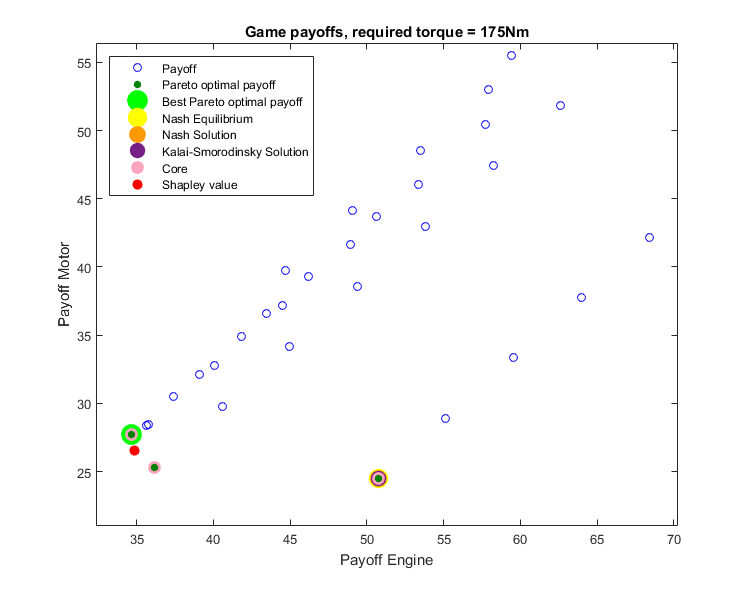 Game payoffs, required torque = 175Nm
Payoff
Pareto optimal payoff
Best Pareto optimal payoff
Nash Equilibrium
Nash Solution
Kalai-Smorodinsky Solution
Core
Shapley value
55
50
45
40
35
30
25
Payoff Motor
35 40 45 50 55 60 65 70
Payoff Engine